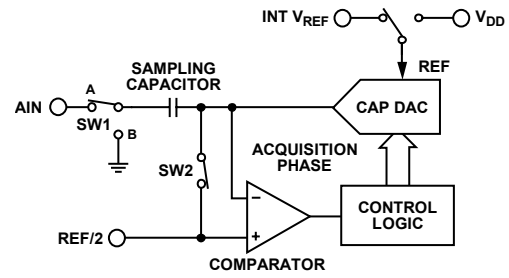 INT VREF
VDD
REF
SAMPLING
CAPACITOR
A
AIN
SW1
B
CAP DAC
ACQUISITION
PHASE
SW2
−
+
CONTROL
LOGIC
REF/2
COMPARATOR